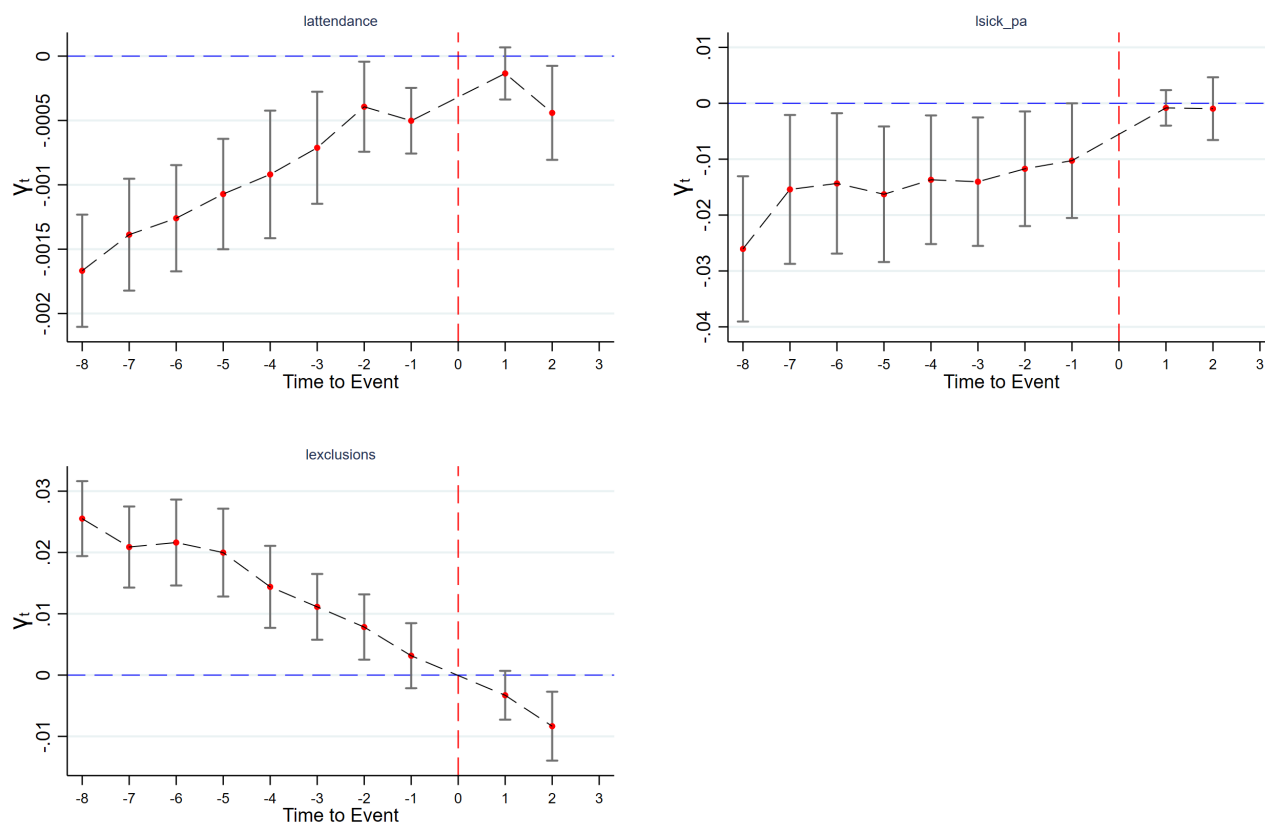 lattendance
0
-.0005
-.001
-.0015
-.002
γt
-8 -7 -6 -5 -4 -3 -2 -1 0 1 2 3
Time to Event
lsick_pa
.01
0
-.01
-.02
-.03
-.04
γt
-8 -7 -6 -5 -4 -3 -2 -1 0 1 2 3
Time to Event
lexclusions
.03
.02
.01
0
-.01
γt
-8 -7 -6 -5 -4 -3 -2 -1 0 1 2 3
Time to Event